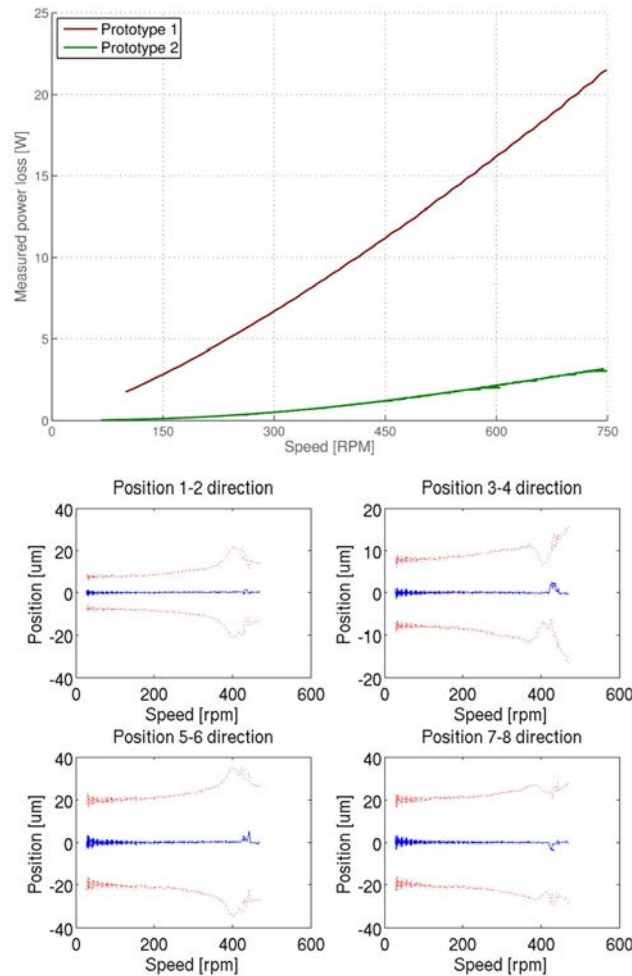 25
Prototype 1
Prototype 2
20
15
10
5
0
Measured power loss [W]
0 150 300 450 600 750
Speed [RPM]
Position 1-2 direction
40
20
0
-20
-40
Position [um]
0 200 400 600
Speed [rpm]
Position 3-4 direction
20
10
0
-10
20
Position [um]
0 200 400 600
Speed [rpm]
Position 5-6 direction
40
20
0
-20
-40
Position [um]
0 200 400 600
Speed [rpm]
Position 7-8 direction
40
20
0
-20
-40
Position [um]
0 200 400 600
Speed [rpm]